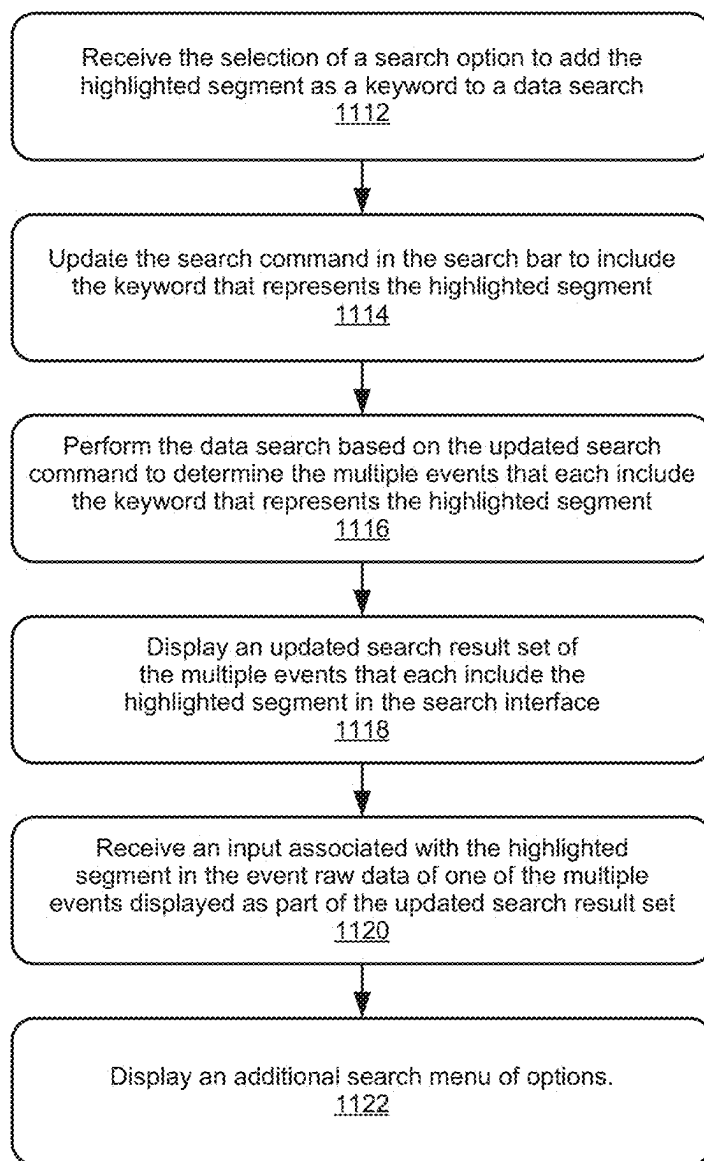 Receive the selection of a search option to add the
highlighted segment as a keyword to a data search
1112
Update the search command in the search bar to include
the keyword that represents the highlighted segment
1114
Perform the data search based on the updated search
command to determine the multiple events that each include
the keyword that represents the highlighted segment
1116
Display an updated search result set of
the multiple events that each include the
highlighted segment in the search interface
1118
Receive an input associated with the highlighted
segment in the event raw data of one of the multiple
events displayed as part of the updated search result set
1120
Display an additional search menu of options.
1122